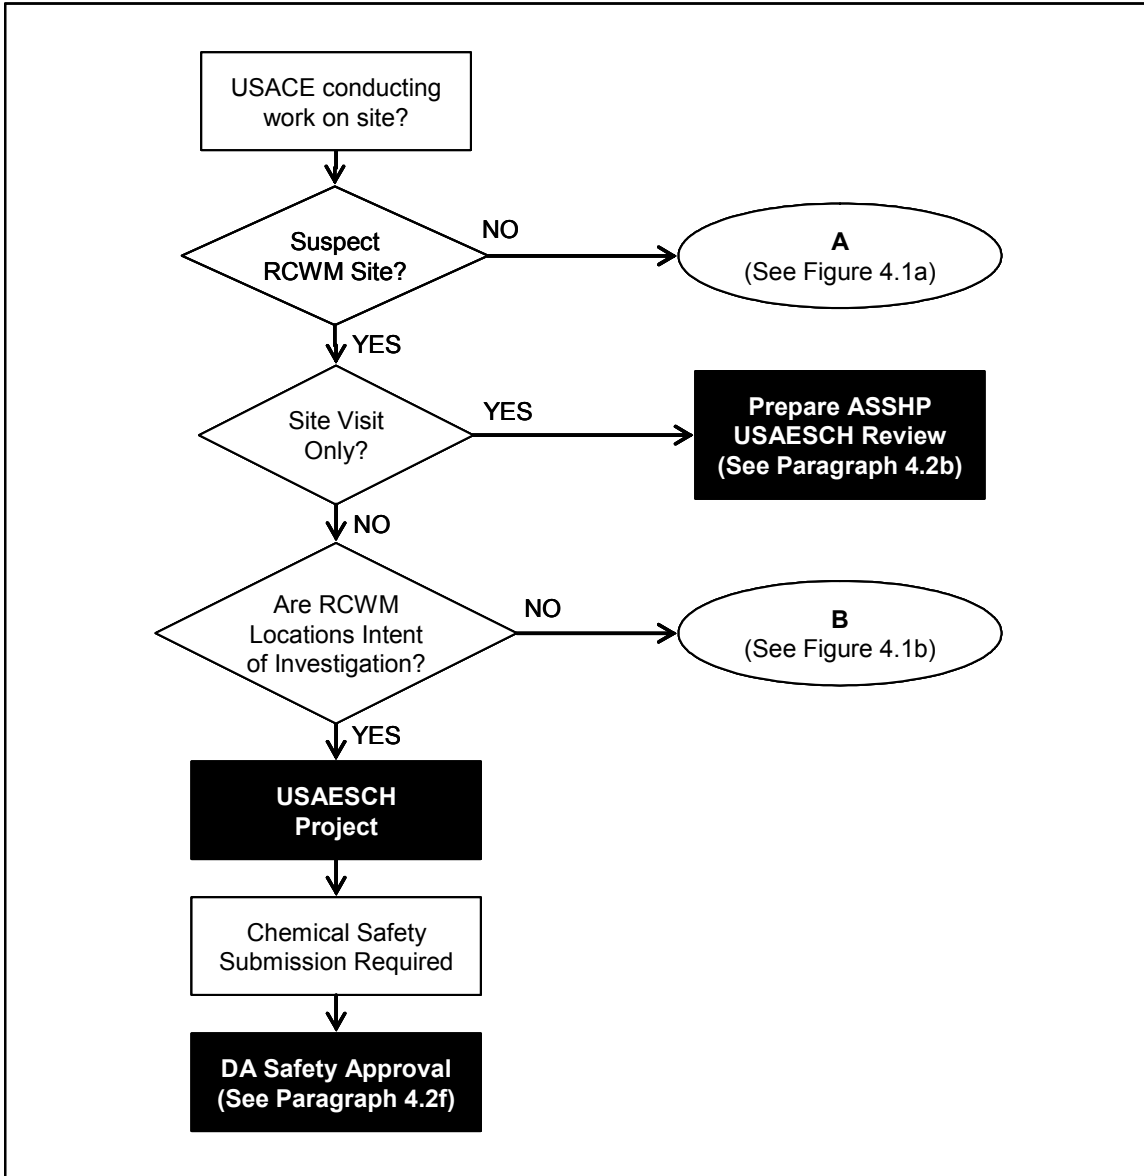 USACE conducting
work on site?
Suspect
RCWM Site?
NO
A
(See Figure 4.1a)
YES
Site Visit
Only?
YES
Prepare ASSHP
USAESCH Review
(See Paragraph 4.2b)
NO
Are RCWM
Locations Intent
of Investigation?
NO
B
(See Figure 4.1b)
YES
USAESCH
Project
Chemical Safety
Submission Required
DA Safety Approval
(See Paragraph 4.2f)